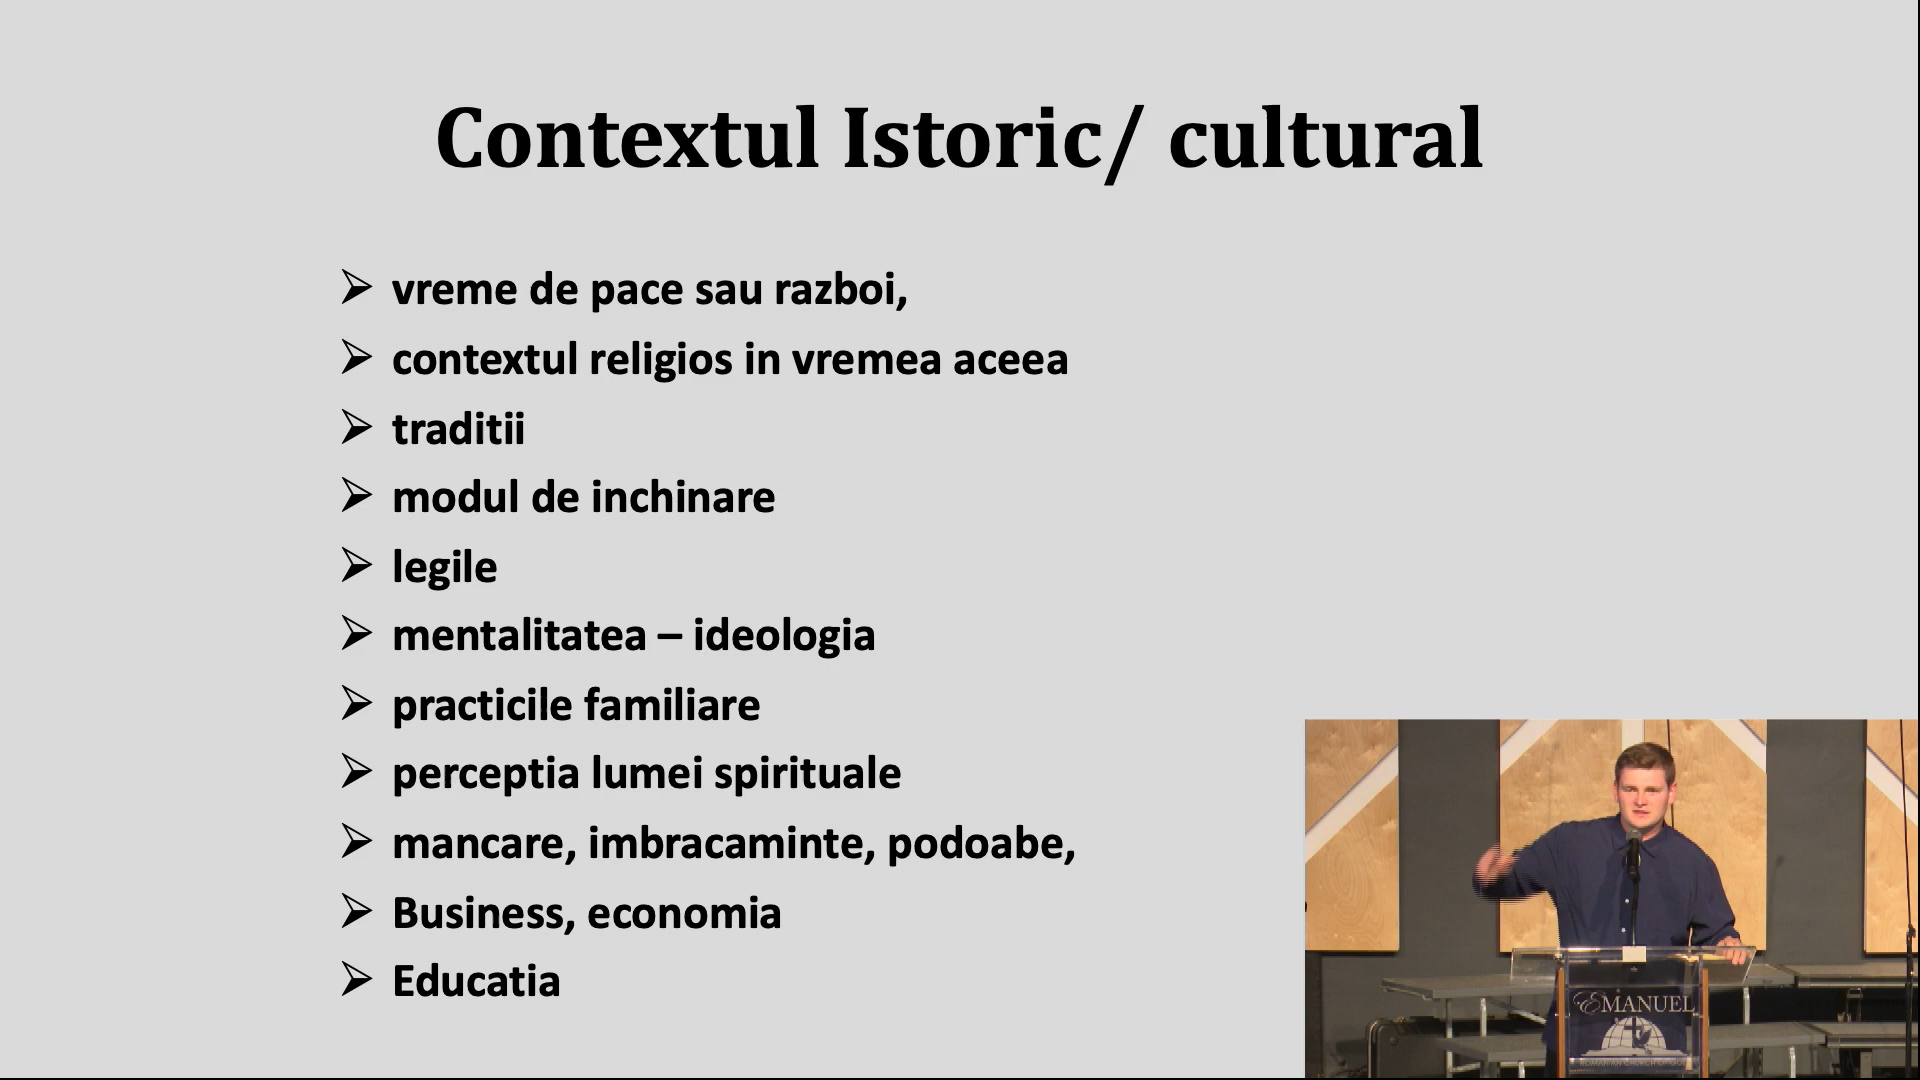 Contextul Istoric/ cultural
vreme de pace sau razboi,
contextul religios in vremea aceea
traditii
modul de inchinare
legile
mentalitatea – ideologia
practicile familiare
perceptia lumei spirituale
mancare, imbracaminte, podoabe,
Business, economia
Educatia
EMANUEL